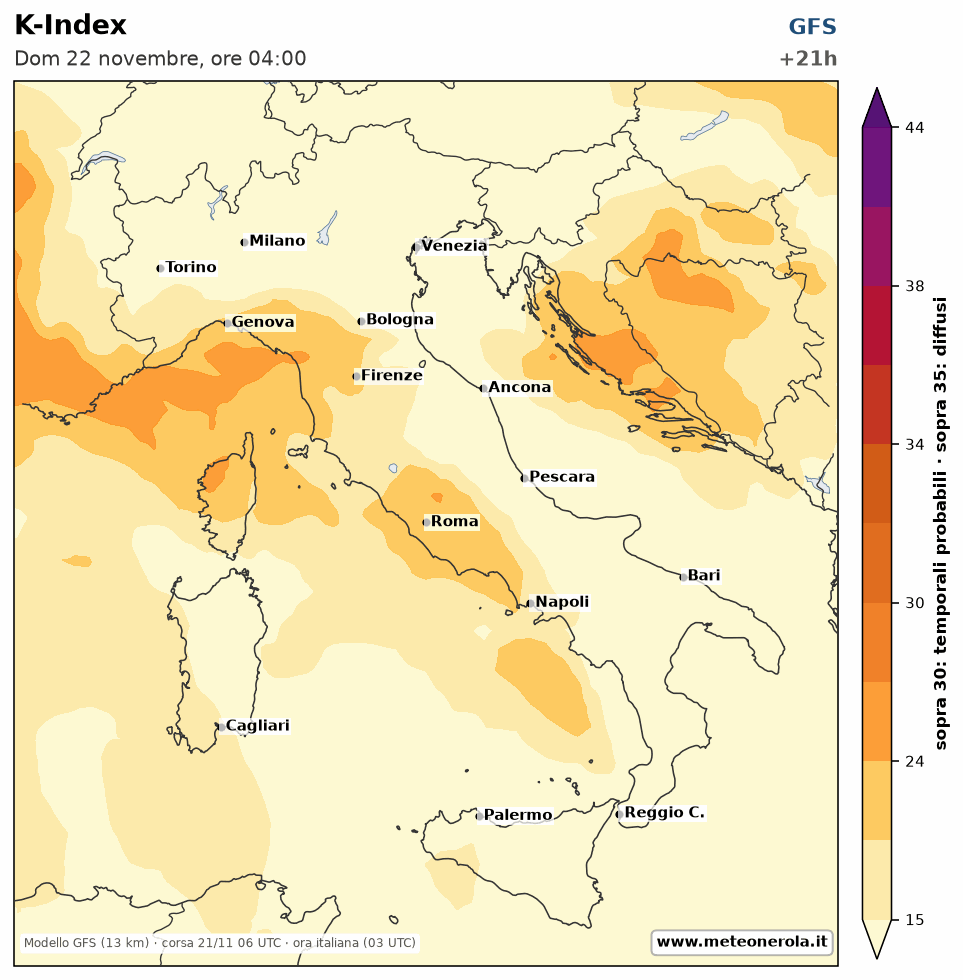 K-Index
GFS
Dom 22 novembre, ore 04:00
+21h
44
38
34
30
24
15
sopra 30: temporali probabili · sopra 35: diffusi
Milano
Venezia
Torino
Genova
Bologna
Firenze
Ancona
Pescara
Roma
Bari
Napoli
Cagliari
Palermo
Reggio C.
Modello GFS (13 km) · corsa 21/11 06 UTC · ora italiana (03 UTC)
www.meteonerola.it